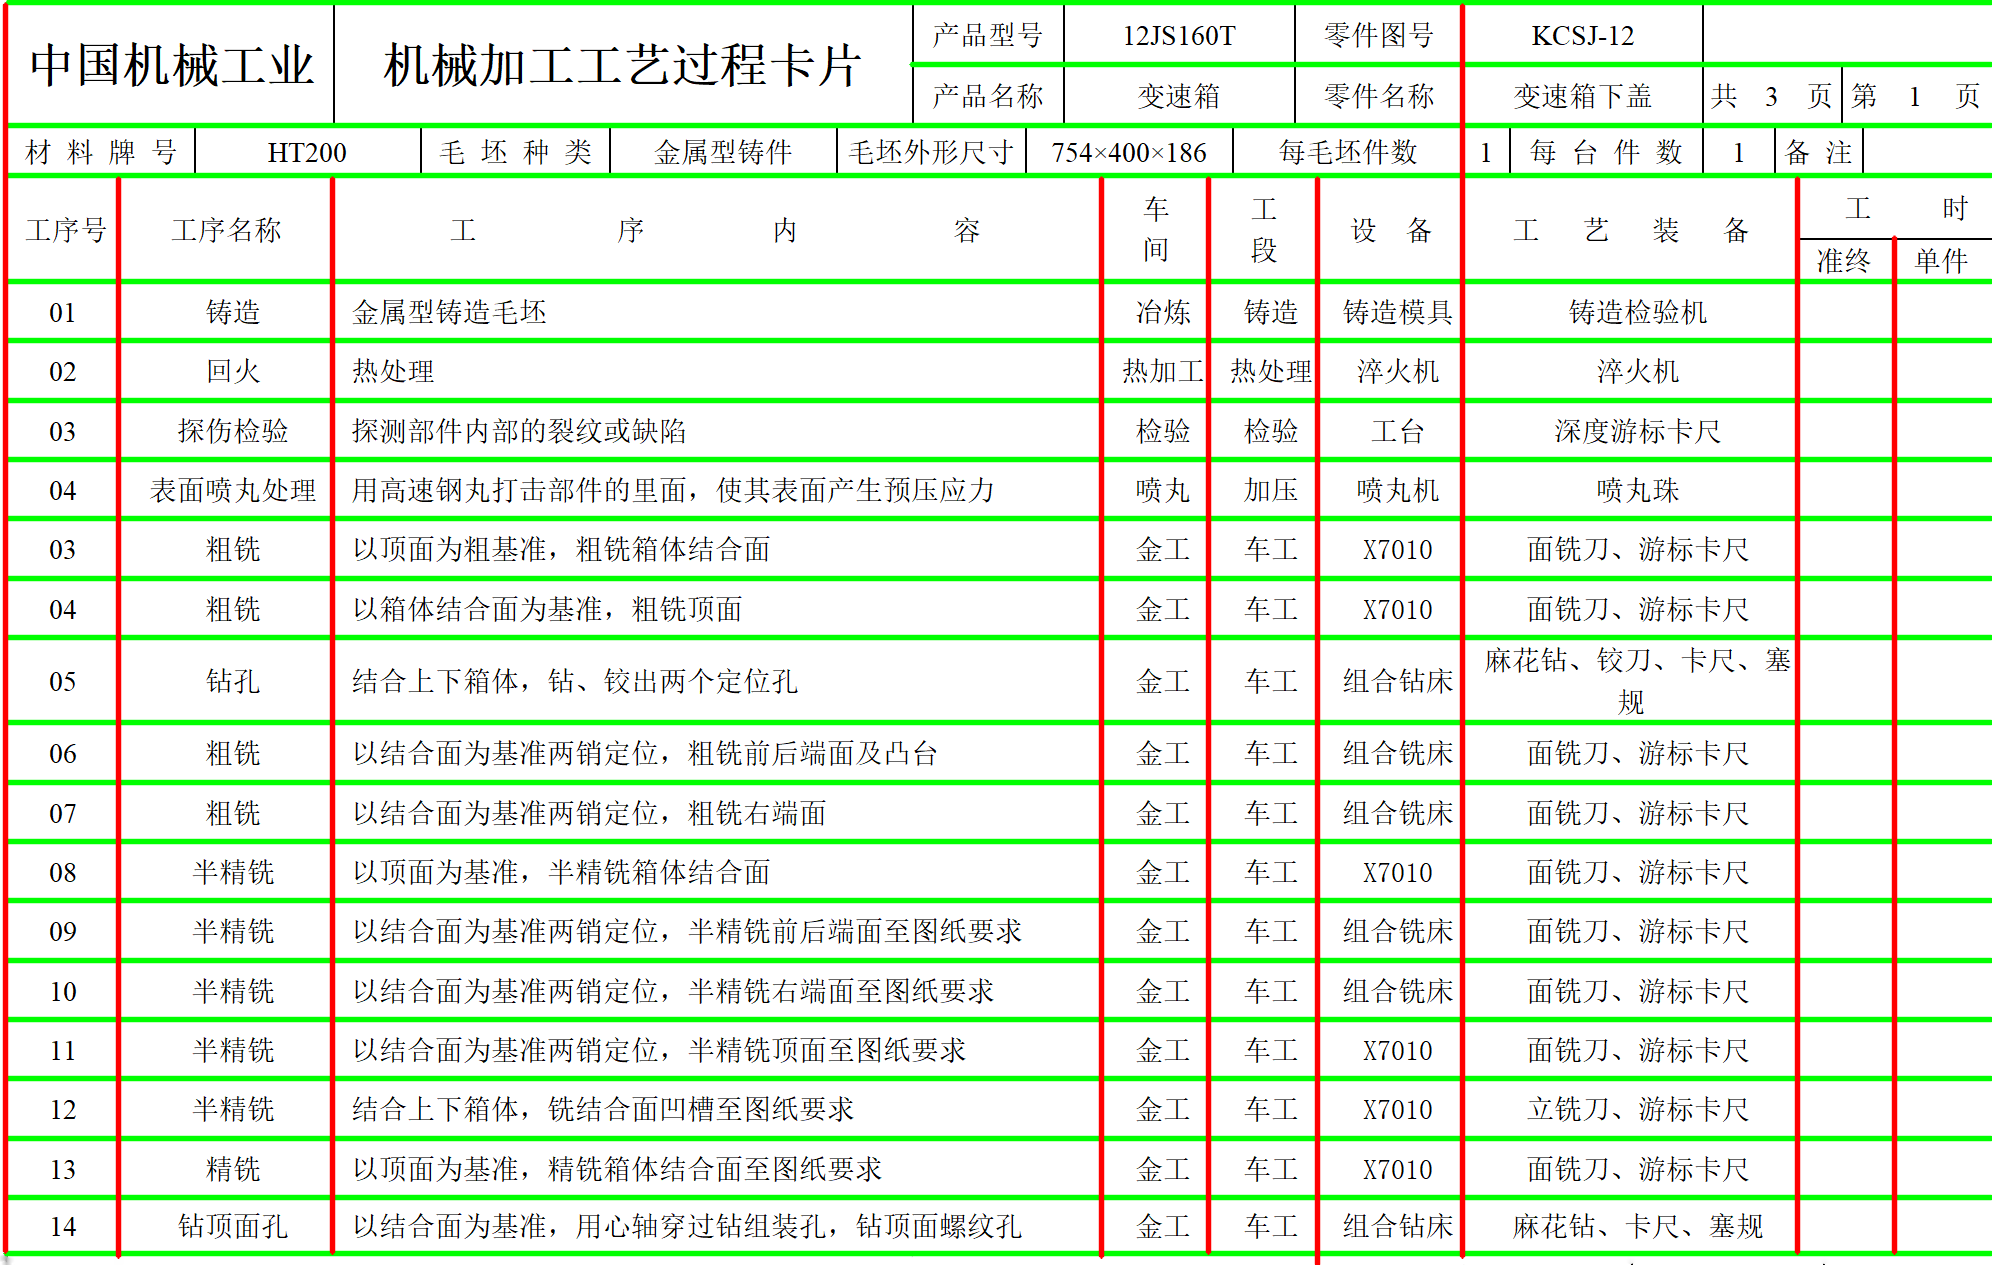 中国机械工业 机械加工工艺过程卡片 产品型号 12JS160T 零件图号 KCSJ-12
产品名称 变速箱 零件名称 变速箱下盖 共 3 页 第 1 页
材料牌号 HT200 毛坯种类 金属型铸件 毛坯外形尺寸 754×400×186 每毛坯件数 1 每台件数 1 备注
工序号 工序名称 工序内容 车间 工段 设备 工艺装备 工时
准终 单件
01 铸造 金属型铸造毛坯 冶炼 铸造 铸造模具 铸造检验机
02 回火 热处理 热加工 热处理 淬火机 淬火机
03 探伤检验 探测部件内部的裂纹或缺陷 检验 检验 工台 深度游标卡尺
04 表面喷丸处理 用高速钢丸打击部件的里面，使其表面产生预压应力 喷丸 加压 喷丸机 喷丸珠
03 粗铣 以顶面为粗基准，粗铣箱体结合面 金工 车工 X7010 面铣刀、游标卡尺
04 粗铣 以箱体结合面为基准，粗铣顶面 金工 车工 X7010 面铣刀、游标卡尺
05 钻孔 结合上下箱体，钻、铰出两个定位孔 金工 车工 组合钻床 麻花钻、铰刀、卡尺、塞
规
06 粗铣 以结合面为基准两销定位，粗铣前后端面及凸台 金工 车工 组合铣床 面铣刀、游标卡尺
07 粗铣 以结合面为基准两销定位，粗铣右端面 金工 车工 组合铣床 面铣刀、游标卡尺
08 半精铣 以顶面为基准，半精铣箱体结合面 金工 车工 X7010 面铣刀、游标卡尺
09 半精铣 以结合面为基准两销定位，半精铣前后端面至图纸要求 金工 车工 组合铣床 面铣刀、游标卡尺
10 半精铣 以结合面为基准两销定位，半精铣右端面至图纸要求 金工 车工 组合铣床 面铣刀、游标卡尺
11 半精铣 以结合面为基准两销定位，半精铣顶面至图纸要求 金工 车工 X7010 面铣刀、游标卡尺
12 半精铣 结合上下箱体，铣结合面凹槽至图纸要求 金工 车工 X7010 立铣刀、游标卡尺
13 精铣 以顶面为基准，精铣箱体结合面至图纸要求 金工 车工 X7010 面铣刀、游标卡尺
14 钻顶面孔 以结合面为基准，用心轴穿过钻组装孔，钻顶面螺纹孔 金工 车工 组合钻床 麻花钻、卡尺、塞规